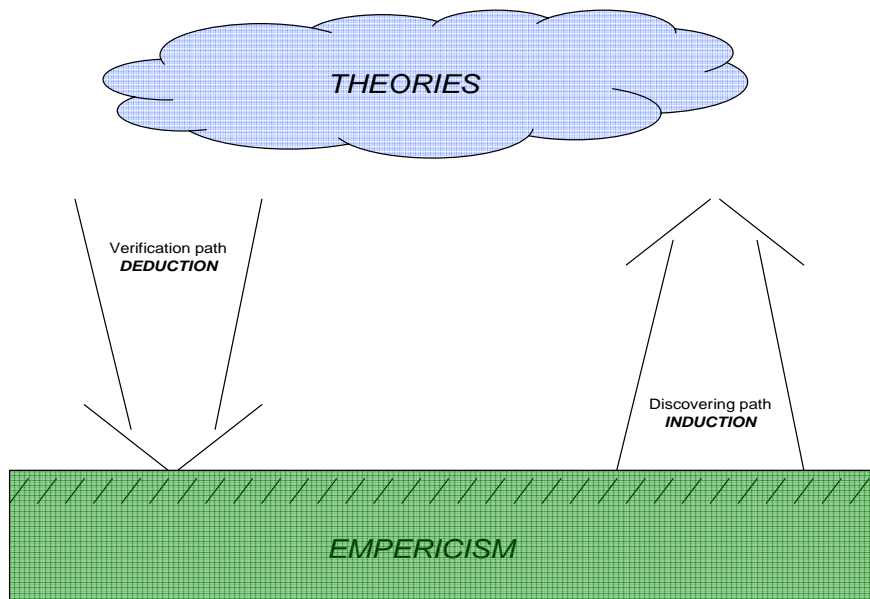 THEORIES
Verification path
DEDUCTION
Discovering path
INDUCTION
EMPERICISM